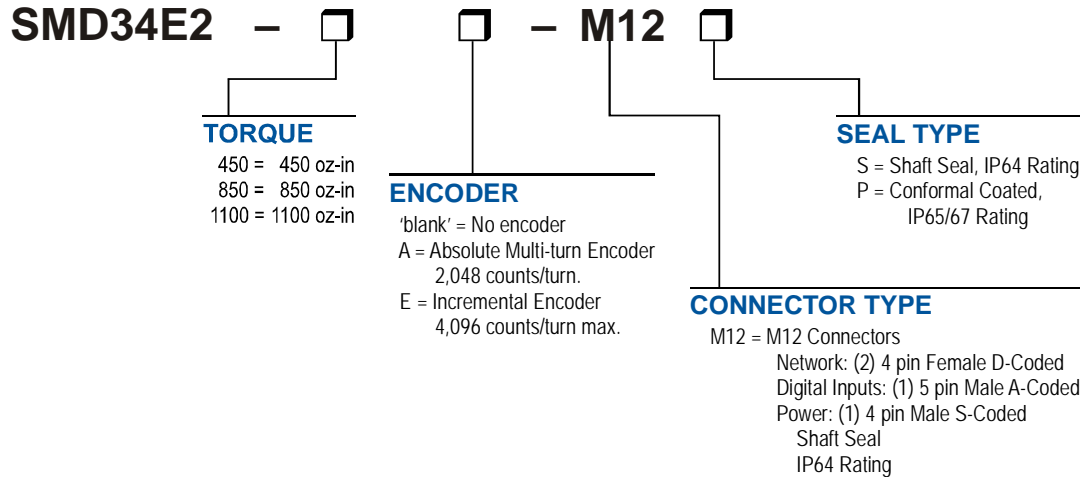 SMD34E2 – □ □ – M12 □
TORQUE
450 = 450 oz-in
850 = 850 oz-in
1100 = 1100 oz-in
ENCODER
'blank' = No encoder
A = Absolute Multi-turn Encoder
2,048 counts/turn.
E = Incremental Encoder
4,096 counts/turn max.
SEAL TYPE
S = Shaft Seal, IP64 Rating
P = Conformal Coated,
IP65/67 Rating
CONNECTOR TYPE
M12 = M12 Connectors
Network: (2) 4 pin Female D-Coded
Digital Inputs: (1) 5 pin Male A-Coded
Power: (1) 4 pin Male S-Coded
Shaft Seal
IP64 Rating